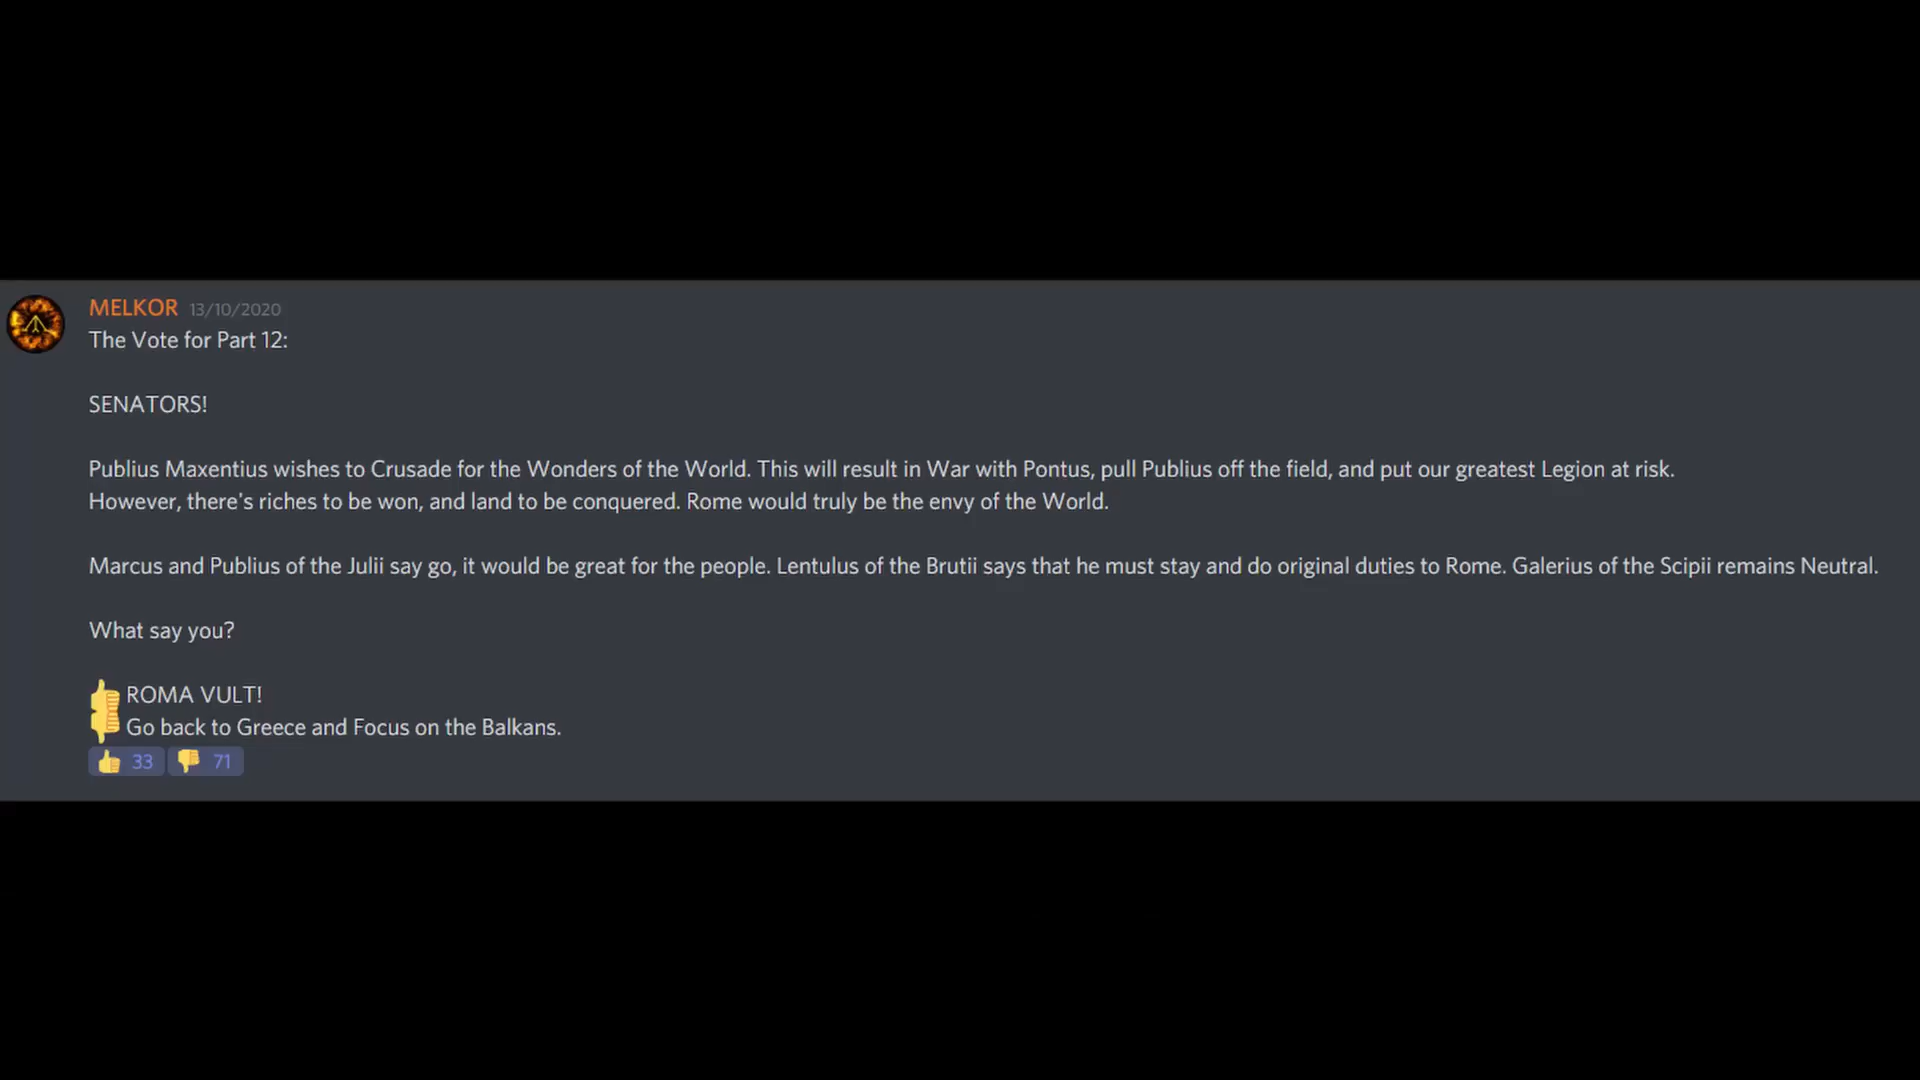 MELKOR 13/10/2020
The Vote for Part 12:
SENATORS!
Publius Maxentius wishes to Crusade for the Wonders of the World. This will result in War with Pontus, pull Publius off the field, and put our greatest Legion at risk.
However, there's riches to be won, and land to be conquered. Rome would truly be the envy of the World.
Marcus and Publius of the Julii say go, it would be great for the people. Lentulus of the Brutii says that he must stay and do original duties to Rome. Galerius of the Scipii remains Neutral.
What say you?
ROMA VULT!
Go back to Greece and Focus on the Balkans.
33 71